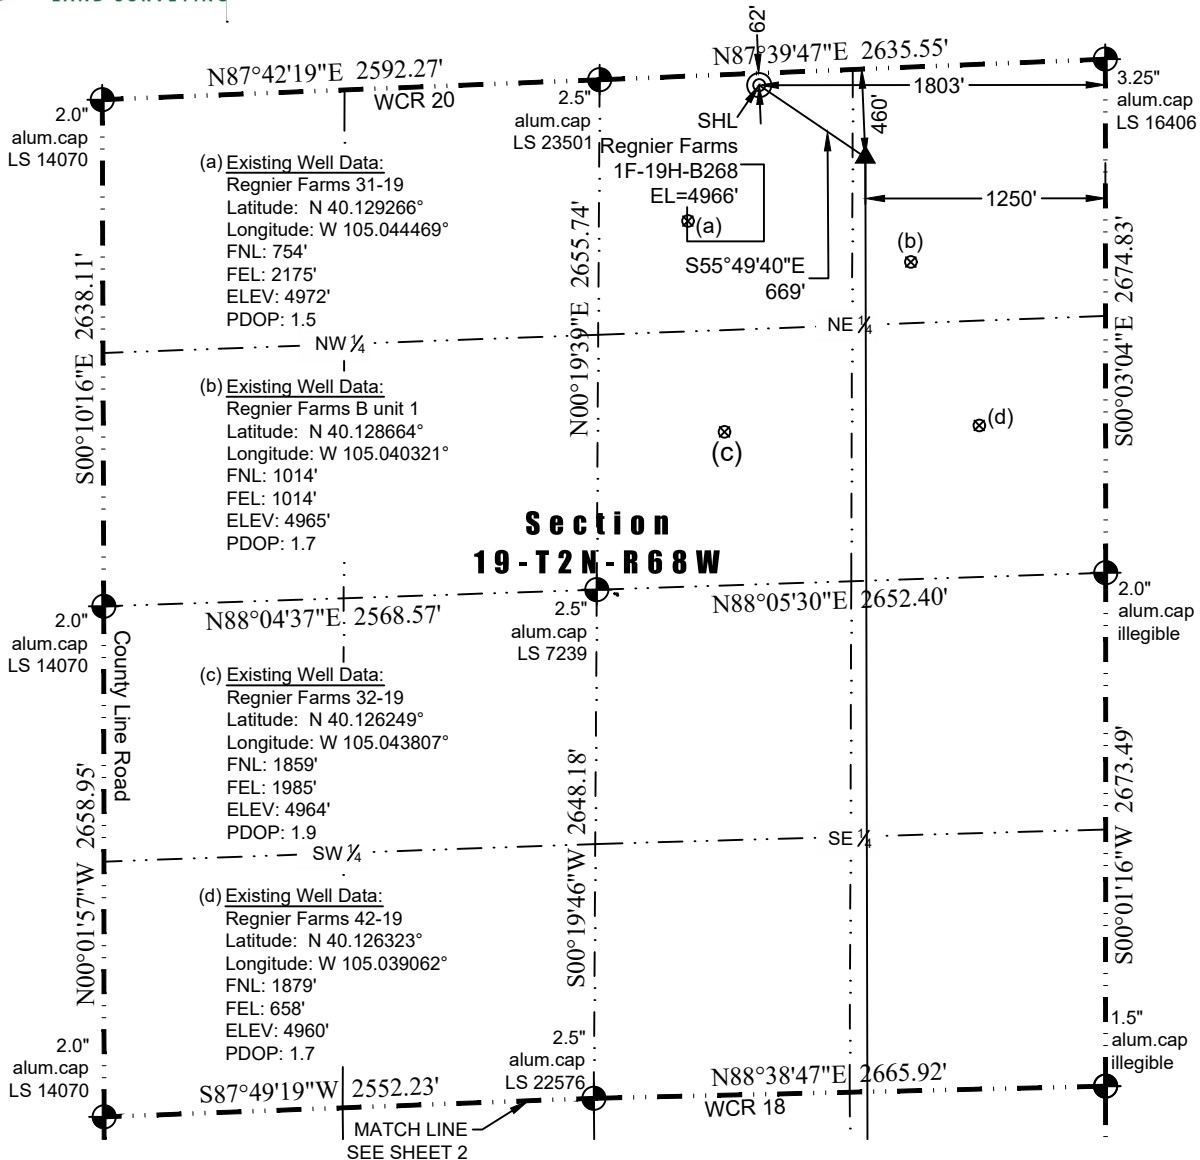 LAND SURVEYING
62'
N87°42'19"E 2592.27'
N87°39'47"E 2635.55'
WCR 20
2.0"
alum.cap
LS 14070
2.5"
alum.cap
LS 23501
3.25"
alum.cap
LS 16406
1803'
460'
SHL
Regnier Farms
1F-19H-B268
EL=4966'
1250'
(a)
(b)
S55°49'40"E
669'
(a) Existing Well Data:
Regnier Farms 31-19
Latitude: N 40.129266°
Longitude: W 105.044469°
FNL: 754'
FEL: 2175'
ELEV: 4972'
PDOP: 1.5
S00°10'16"E 2638.11'
N00°19'39"E 2655.74'
S00°03'04"E 2674.83'
NW ¼
NE ¼
(b) Existing Well Data:
Regnier Farms B unit 1
Latitude: N 40.128664°
Longitude: W 105.040321°
FNL: 1014'
FEL: 1014'
ELEV: 4965'
PDOP: 1.7
(c)
(d)
Section
19-T2N-R68W
2.0"
alum.cap
LS 14070
N88°04'37"E 2568.57'
2.5"
alum.cap
LS 7239
N88°05'30"E 2652.40'
2.0"
alum.cap
illegible
County Line Road
(c) Existing Well Data:
Regnier Farms 32-19
Latitude: N 40.126249°
Longitude: W 105.043807°
FNL: 1859'
FEL: 1985'
ELEV: 4964'
PDOP: 1.9
N00°01'57"W 2658.95'
S00°19'46"W 2648.18'
S00°01'16"W 2673.49'
SW ¼
SE ¼
(d) Existing Well Data:
Regnier Farms 42-19
Latitude: N 40.126323°
Longitude: W 105.039062°
FNL: 1879'
FEL: 658'
ELEV: 4960'
PDOP: 1.7
2.0"
alum.cap
LS 14070
2.5"
alum.cap
LS 22576
1.5"
alum.cap
illegible
S87°49'19"W 2552.23'
N88°38'47"E 2665.92'
WCR 18
MATCH LINE
SEE SHEET 2